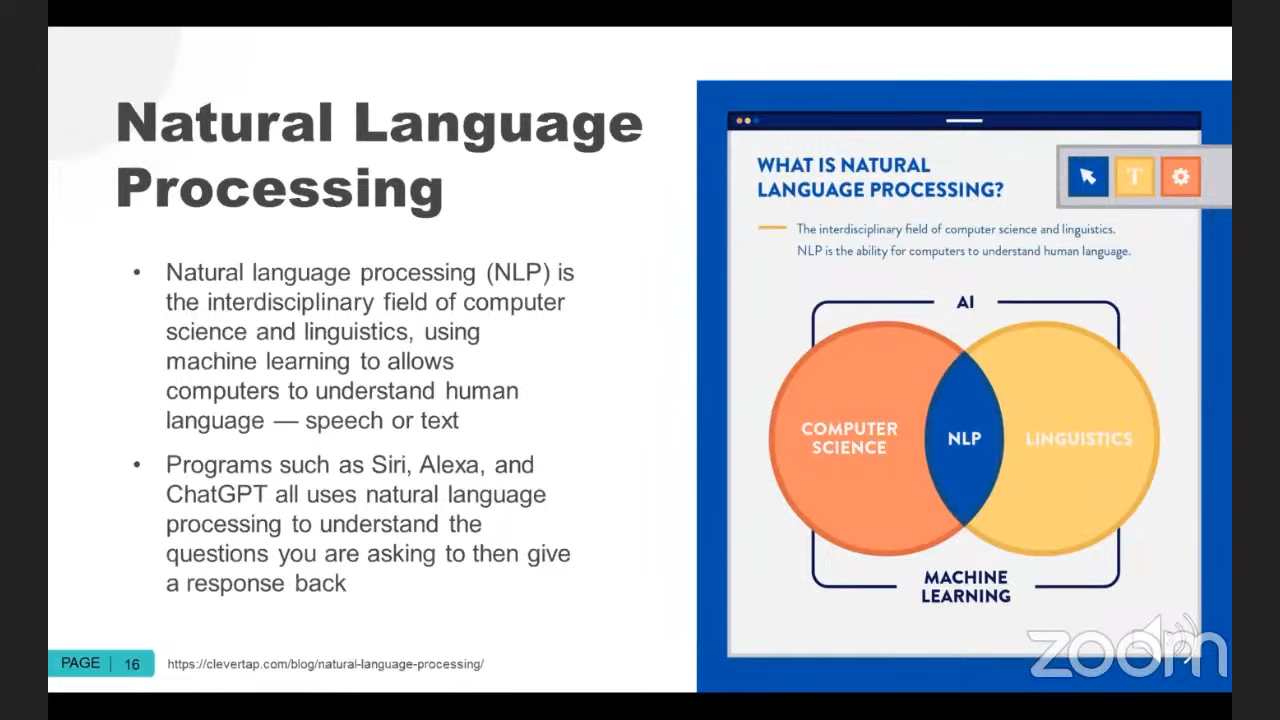 Natural Language
Processing
• Natural language processing (NLP) is
the interdisciplinary field of computer
science and linguistics, using
machine learning to allows
computers to understand human
language — speech or text
• Programs such as Siri, Alexa, and
ChatGPT all uses natural language
processing to understand the
questions you are asking to then give
a response back
PAGE | 16
https://clevertap.com/blog/natural-language-processing/
WHAT IS NATURAL
LANGUAGE PROCESSING?
T
The interdisciplinary field of computer science and linguistics.
NLP is the ability for computers to understand human language.
AI
COMPUTER
SCIENCE
NLP
LINGUISTICS
MACHINE
LEARNING
zoom